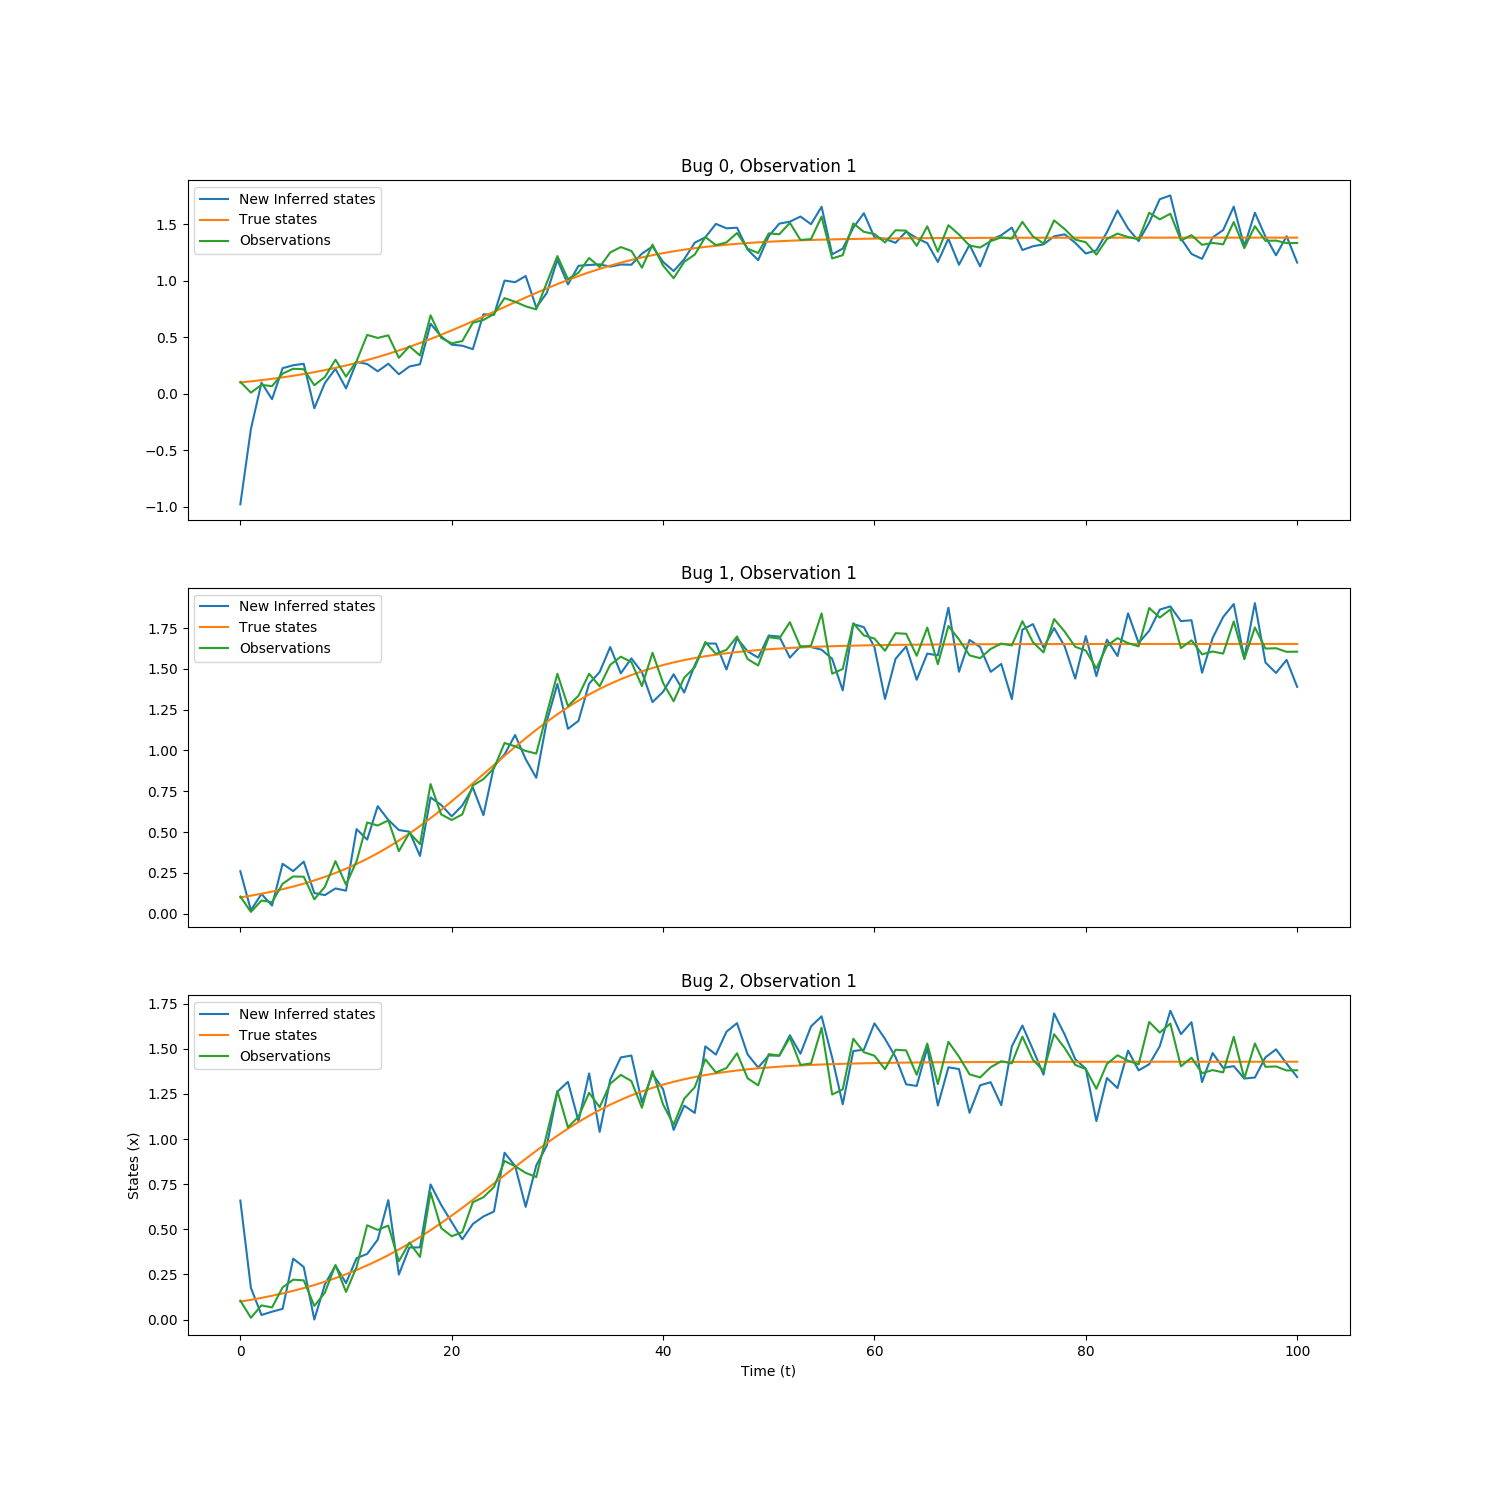 Bug 0, Observation 1
New Inferred states
True states
Observations
1.5
1.0
0.5
0.0
−0.5
−1.0
Bug 1, Observation 1
New Inferred states
True states
Observations
1.75
1.50
1.25
1.00
0.75
0.50
0.25
0.00
Bug 2, Observation 1
New Inferred states
True states
Observations
1.75
1.50
1.25
1.00
0.75
0.50
0.25
0.00
States (x)
0 20 40 60 80 100
Time (t)